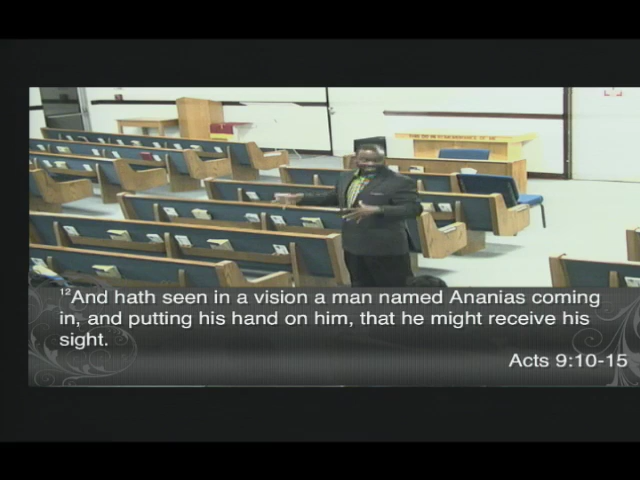 ¹²And hath seen in a vision a man named Ananias coming
in, and putting his hand on him, that he might receive his
sight.
Acts 9:10-15